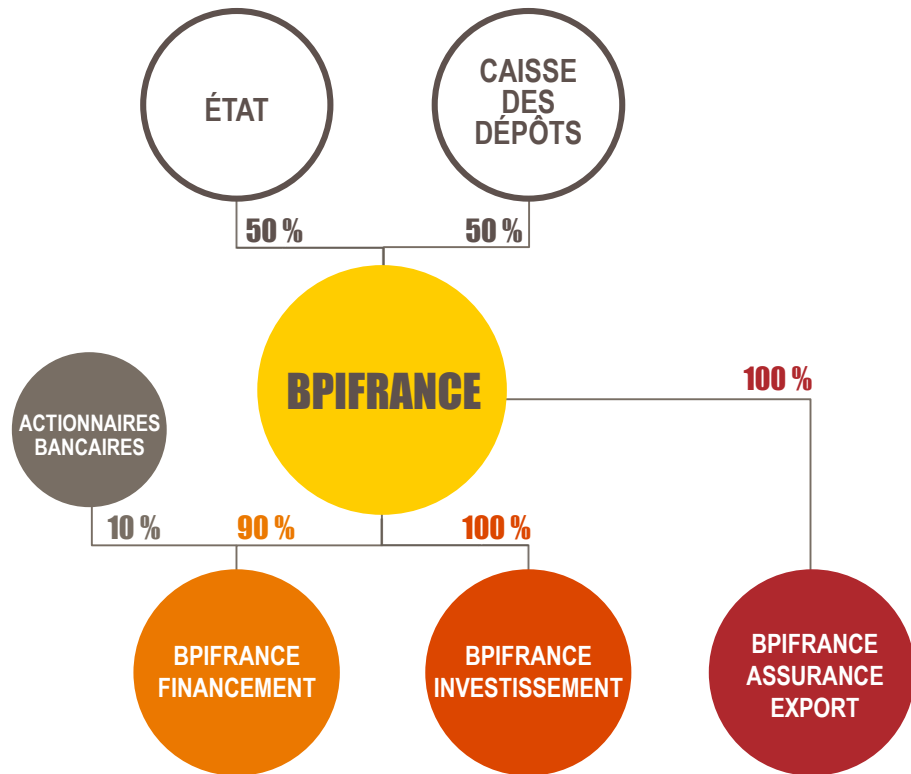 ÉTAT
CAISSE
DES
DÉPÔTS
50 %
50 %
BPIFRANCE
100 %
ACTIONNAIRES
BANCAIRES
10 %
90 %
100 %
BPIFRANCE
FINANCEMENT
BPIFRANCE
INVESTISSEMENT
BPIFRANCE
ASSURANCE
EXPORT